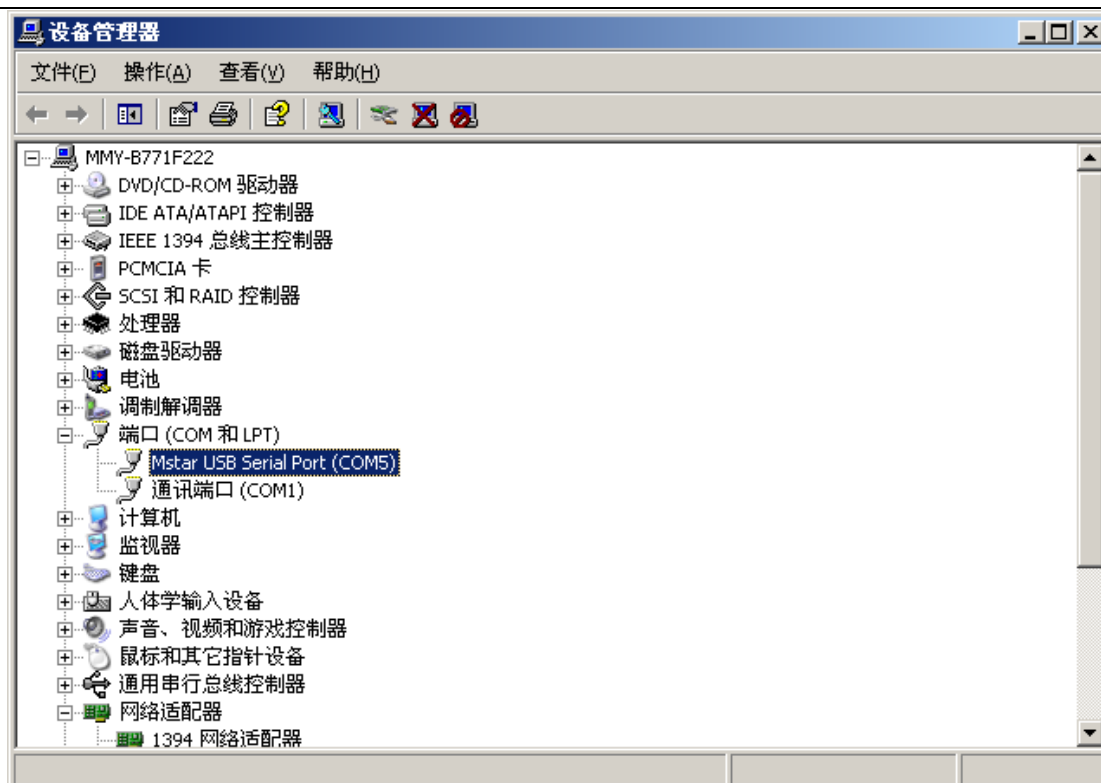 设备管理器
文件(F) 操作(A) 查看(V) 帮助(H)
MMY-B771F222
DVD/CD-ROM 驱动器
IDE ATA/ATAPI 控制器
IEEE 1394 总线主控制器
PCMCIA 卡
SCSI 和 RAID 控制器
处理器
磁盘驱动器
电池
调制解调器
端口 (COM 和 LPT)
Mstar USB Serial Port (COM5)
通讯端口 (COM1)
计算机
监视器
键盘
人体学输入设备
声音、视频和游戏控制器
鼠标和其它指针设备
通用串行总线控制器
网络适配器
1394 网络适配器